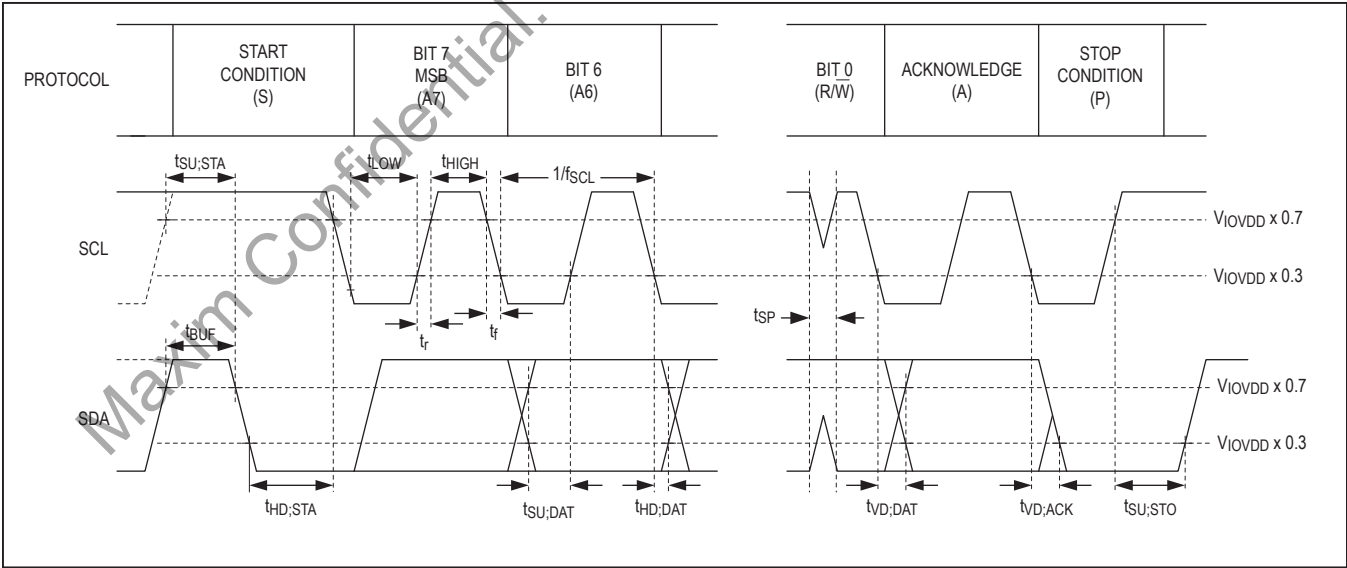 PROTOCOL
START
CONDITION
(S)
BIT 7
MSB
(A7)
BIT 6
(A6)
BIT 0
(R/W̅)
ACKNOWLEDGE
(A)
STOP
CONDITION
(P)
tSU;STA
tLOW
tHIGH
1/fSCL
SCL
VIOVDD x 0.7
VIOVDD x 0.3
tBUF
tr
tf
tSP
SDA
VIOVDD x 0.7
VIOVDD x 0.3
tHD;STA
tSU;DAT
tHD;DAT
tVD;DAT
tVD;ACK
tSU;STO
Maxim Confidential.